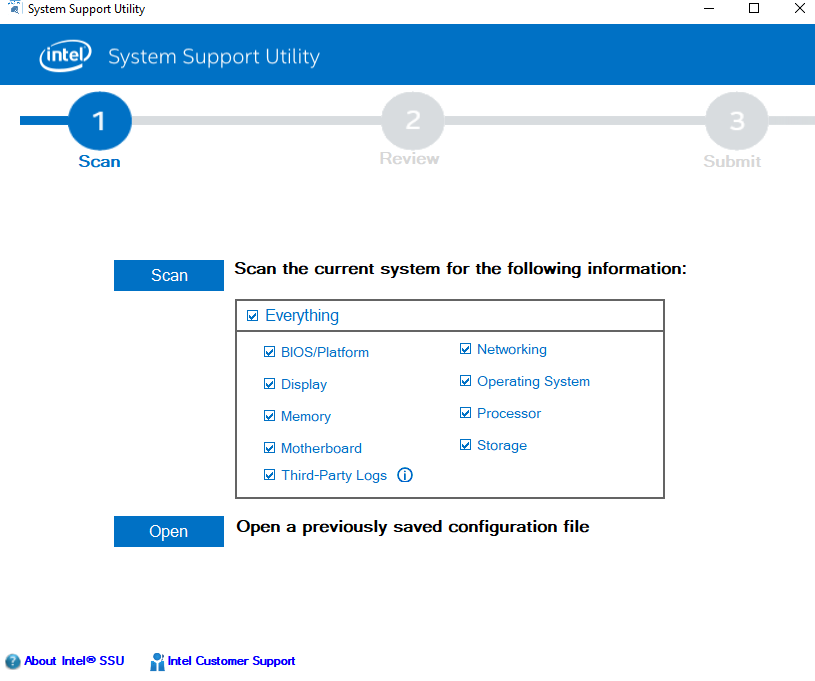 System Support Utility
intel System Support Utility
1 2 3
Scan Review Submit
Scan Scan the current system for the following information:
Everything
BIOS/Platform Networking
Display Operating System
Memory Processor
Motherboard Storage
Third-Party Logs
Open Open a previously saved configuration file
About Intel® SSU Intel Customer Support